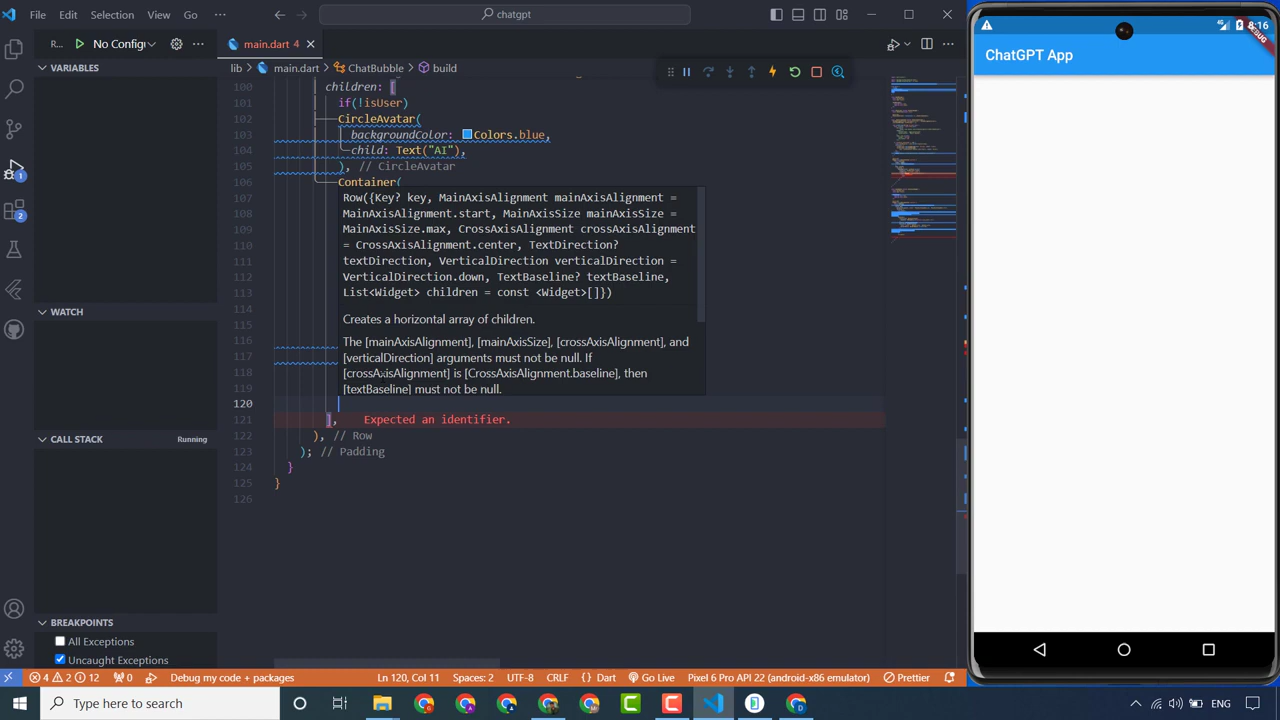 File Edit Selection View Go
chatgpt
8:16
DEBUG
R...
No Config
main.dart 4
VARIABLES
lib
main.dart
ChatBubble
build
ChatGPT App
100
children: [
101
if(!isUser)
102
CircleAvatar(
103
backgroundColor: Colors.blue,
104
child: Text("AI"),
105
), // CircleAvatar
106
Container(
107
Row({Key? key, MainAxisAlignment mainAxisAlignment =
MainAxisAlignment.start, MainAxisSize mainAxisSize
= MainAxisSize.max, CrossAxisAlignment crossAxisAlignment
110
= CrossAxisAlignment.center, TextDirection?
111
textDirection, VerticalDirection verticalDirection =
112
VerticalDirection.down, TextBaseline? textBaseline,
113
List<Widget> children = const <Widget>[]})
WATCH
114
115
Creates a horizontal array of children.
116
The [mainAxisAlignment], [mainAxisSize], [crossAxisAlignment], and
117
[verticalDirection] arguments must not be null. If
118
[crossAxisAlignment] is [CrossAxisAlignment.baseline], then
119
[textBaseline] must not be null.
120
121
],
Expected an identifier.
122
), // Row
CALL STACK
Running
123
); // Padding
124
}
125
}
126
BREAKPOINTS
All Exceptions
Uncaught Exceptions
4
2
12
0
Debug my code + packages
Ln 120, Col 11
Spaces: 2
UTF-8
CRLF
{} Dart
Go Live
Pixel 6 Pro API 22 (android-x86 emulator)
Prettier
Type here to search
ENG